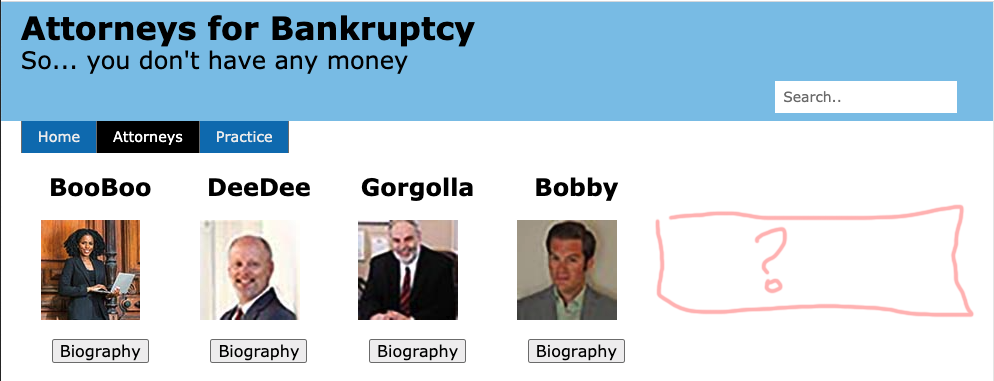 Attorneys for Bankruptcy
So... you don't have any money
Search..
Home Attorneys Practice
BooBoo DeeDee Gorgolla Bobby
?
Biography Biography Biography Biography